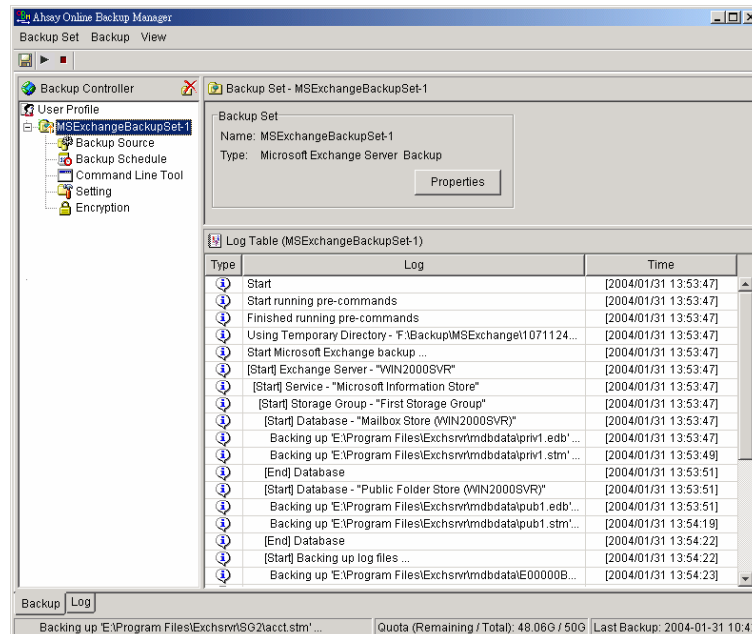 Ahsay Online Backup Manager
Backup Set Backup View
Backup Controller
User Profile
MSExchangeBackupSet-1
Backup Source
Backup Schedule
Command Line Tool
Setting
Encryption
Backup Set - MSExchangeBackupSet-1
Backup Set
Name: MSExchangeBackupSet-1
Type: Microsoft Exchange Server Backup
Properties
Log Table (MSExchangeBackupSet-1)
Type Log Time
Start [2004/01/31 13:53:47]
Start running pre-commands [2004/01/31 13:53:47]
Finished running pre-commands [2004/01/31 13:53:47]
Using Temporary Directory - 'F:\Backup\MSExchange\1071124... [2004/01/31 13:53:47]
Start Microsoft Exchange backup ... [2004/01/31 13:53:47]
[Start] Exchange Server - "WIN2000SVR" [2004/01/31 13:53:47]
[Start] Service - "Microsoft Information Store" [2004/01/31 13:53:47]
[Start] Storage Group - "First Storage Group" [2004/01/31 13:53:47]
[Start] Database - "Mailbox Store (WIN2000SVR)" [2004/01/31 13:53:47]
Backing up 'E:\Program Files\Exchsrvr\mdbdata\priv1.edb'... [2004/01/31 13:53:47]
Backing up 'E:\Program Files\Exchsrvr\mdbdata\priv1.stm'... [2004/01/31 13:53:49]
[End] Database [2004/01/31 13:53:51]
[Start] Database - "Public Folder Store (WIN2000SVR)" [2004/01/31 13:53:51]
Backing up 'E:\Program Files\Exchsrvr\mdbdata\pub1.edb'... [2004/01/31 13:53:51]
Backing up 'E:\Program Files\Exchsrvr\mdbdata\pub1.stm'... [2004/01/31 13:54:19]
[End] Database [2004/01/31 13:54:22]
[Start] Backing up log files ... [2004/01/31 13:54:22]
Backing up 'E:\Program Files\Exchsrvr\mdbdata\E00000B... [2004/01/31 13:54:23]
Backup Log
Backing up 'E:\Program Files\Exchsrvr\SG2\acct.stm' ... Quota (Remaining / Total): 48.06G / 50G Last Backup: 2004-01-31 10:4